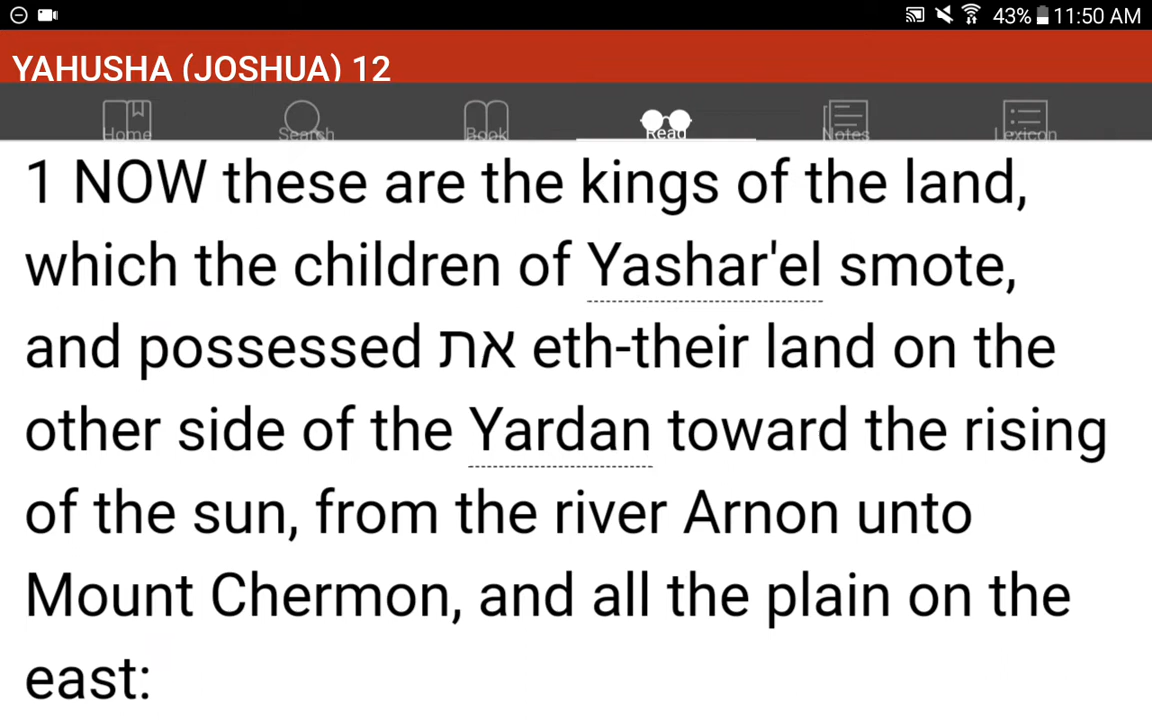 43% 11:50 AM
YAHUSHA (JOSHUA) 12
Home Search Book Read Notes Lexicon
1 NOW these are the kings of the land,
which the children of Yashar'el smote,
and possessed את eth-their land on the
other side of the Yardan toward the rising
of the sun, from the river Arnon unto
Mount Chermon, and all the plain on the
east: